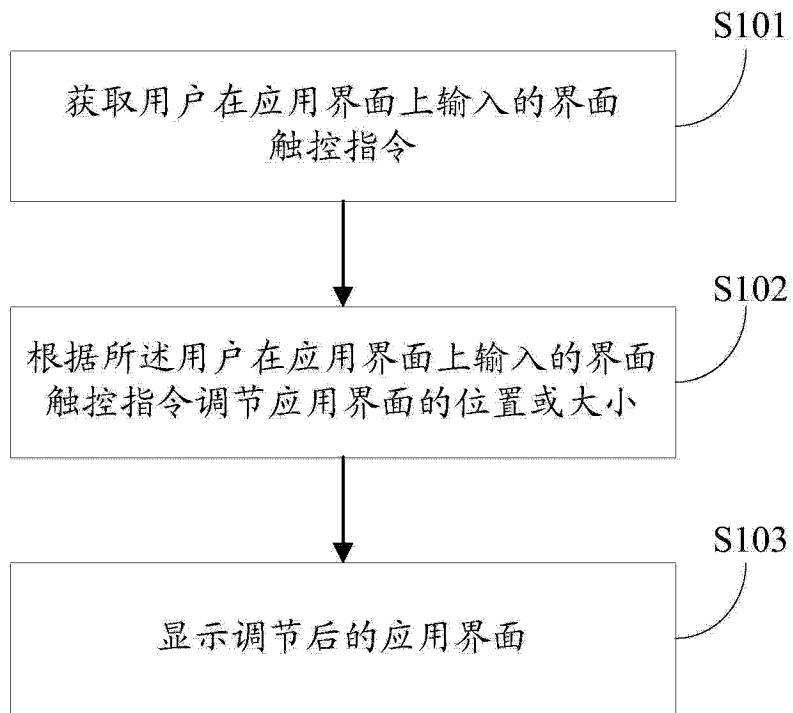 S101
获取用户在应用界面上输入的界面
触控指令
S102
根据所述用户在应用界面上输入的界面
触控指令调节应用界面的位置或大小
S103
显示调节后的应用界面